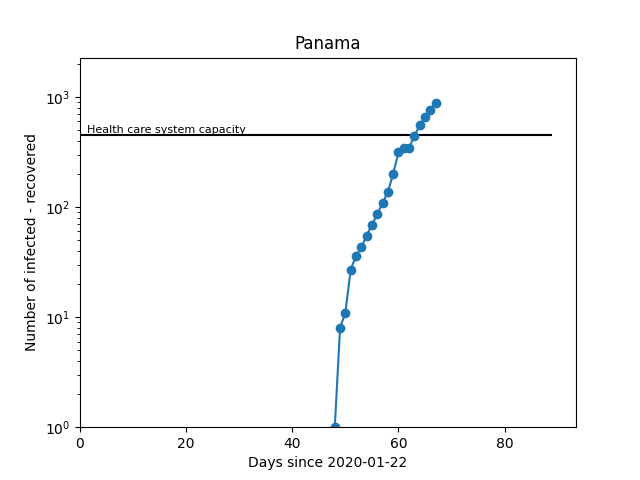 Panama
Number of infected - recovered
10³
10²
10¹
10⁰
Health care system capacity
0 20 40 60 80
Days since 2020-01-22